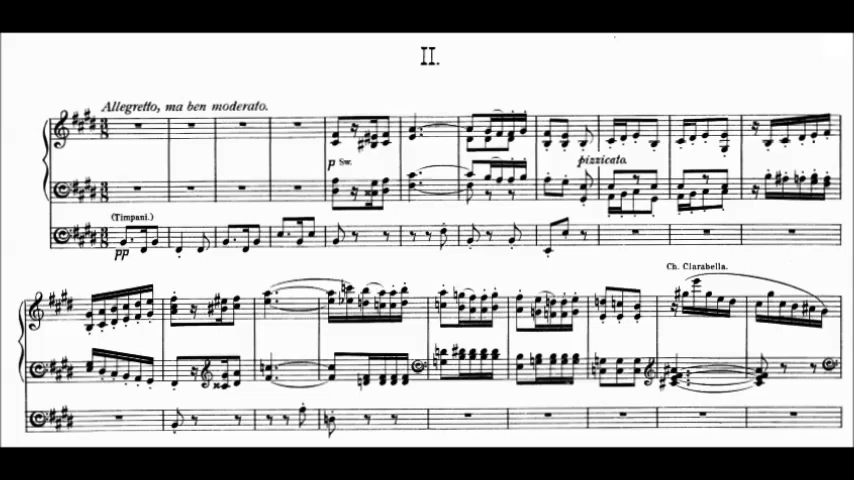 II.
Allegretto, ma ben moderato.
p Sw.
pizzicato.
(Timpani.)
pp
Ch. Clarabella.